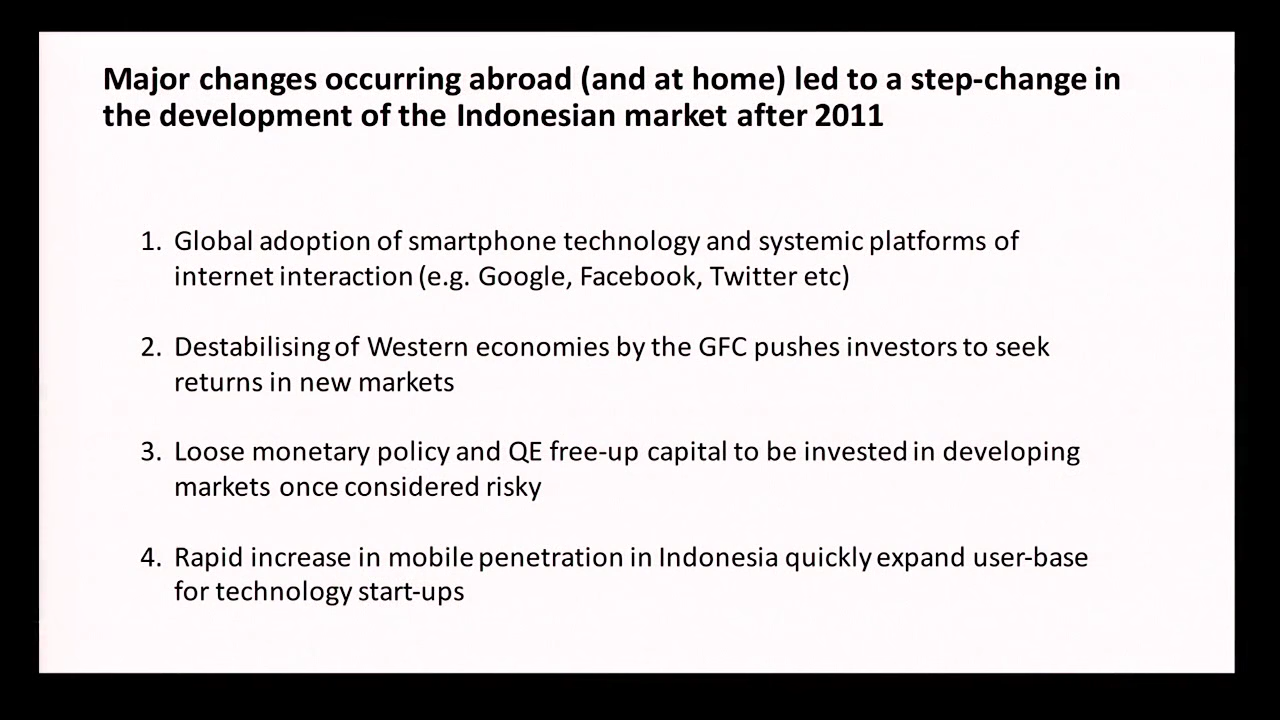 Major changes occurring abroad (and at home) led to a step-change in
the development of the Indonesian market after 2011
1. Global adoption of smartphone technology and systemic platforms of
internet interaction (e.g. Google, Facebook, Twitter etc)
2. Destabilising of Western economies by the GFC pushes investors to seek
returns in new markets
3. Loose monetary policy and QE free-up capital to be invested in developing
markets once considered risky
4. Rapid increase in mobile penetration in Indonesia quickly expand user-base
for technology start-ups